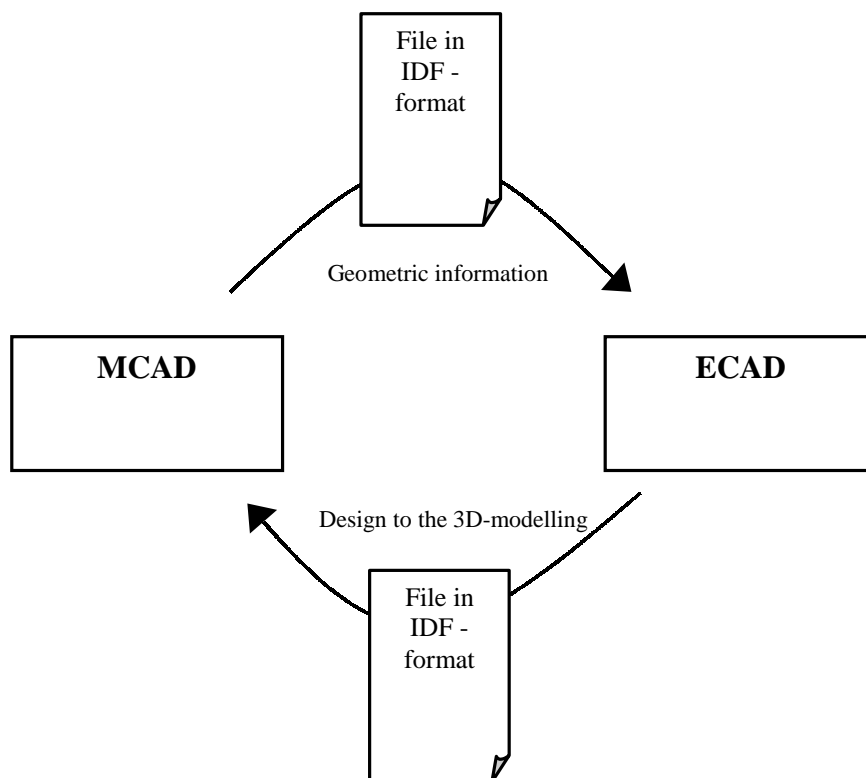 File in
IDF -
format
Geometric information
MCAD
ECAD
Design to the 3D-modelling
File in
IDF -
format